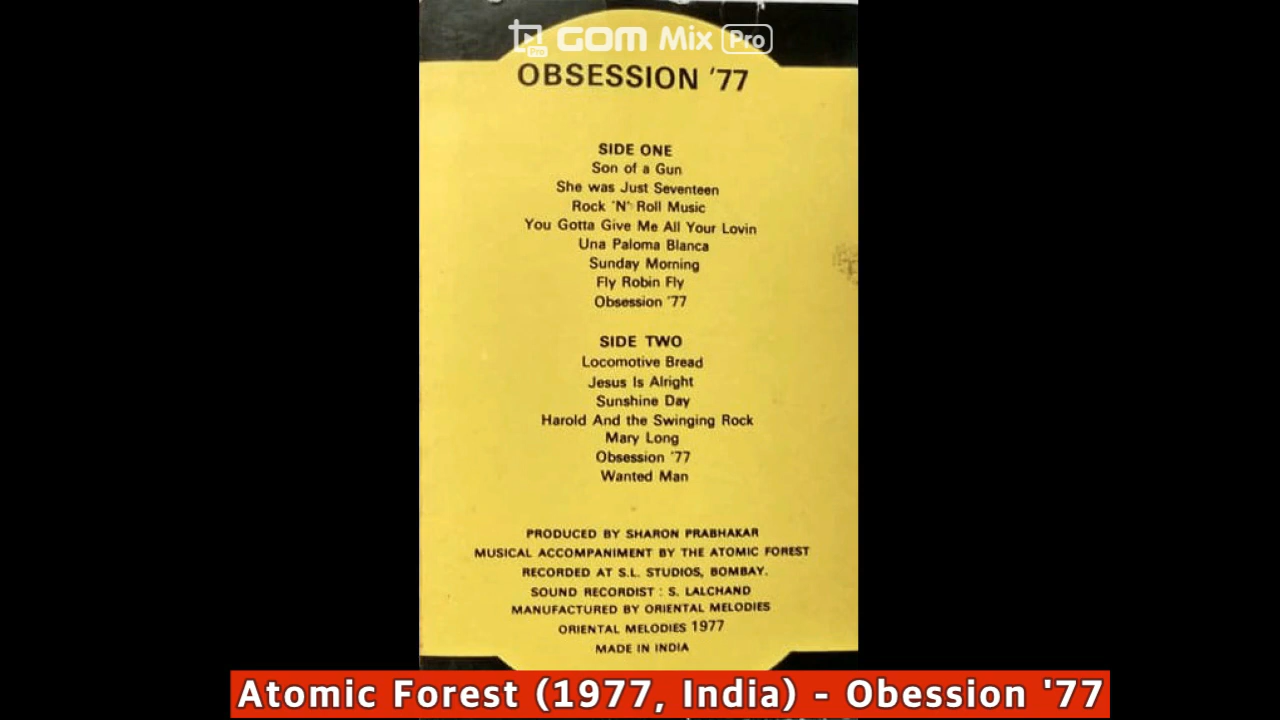 GOM Mix Pro
OBSESSION '77
SIDE ONE
Son of a Gun
She was Just Seventeen
Rock 'N' Roll Music
You Gotta Give Me All Your Lovin
Una Paloma Blanca
Sunday Morning
Fly Robin Fly
Obsession '77
SIDE TWO
Locomotive Bread
Jesus Is Alright
Sunshine Day
Harold And the Swinging Rock
Mary Long
Obsession '77
Wanted Man
PRODUCED BY SHARON PRABHAKAR
MUSICAL ACCOMPANIMENT BY THE ATOMIC FOREST
RECORDED AT S.L. STUDIOS, BOMBAY.
SOUND RECORDIST : S. LALCHAND
MANUFACTURED BY ORIENTAL MELODIES
ORIENTAL MELODIES 1977
MADE IN INDIA
Atomic Forest (1977, India) - Obession '77